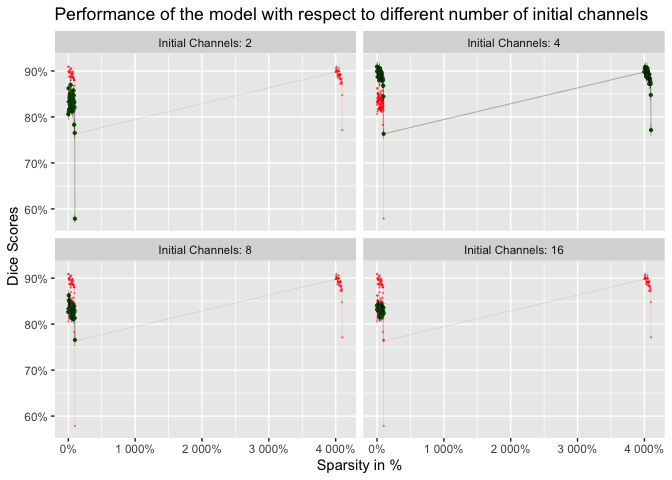 Performance of the model with respect to different number of initial channels
Initial Channels: 2
Initial Channels: 4
90%
80%
70%
60%
Initial Channels: 8
Initial Channels: 16
90%
80%
70%
60%
Dice Scores
0%
1 000%
2 000%
3 000%
4 000%
0%
1 000%
2 000%
3 000%
4 000%
Sparsity in %